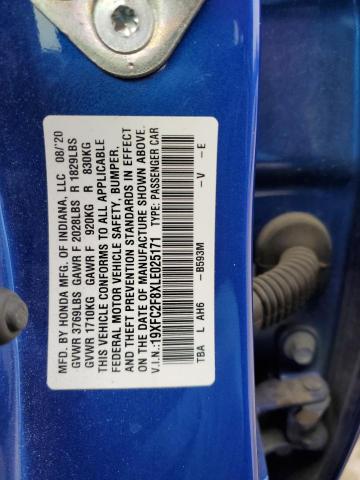 MFD. BY HONDA MFG. OF INDIANA, LLC 08/'20
GVWR 3769LBS GAWR F 2028LBS R 1829LBS
GVWR 1710KG GAWR F 920KG R 830KG
THIS VEHICLE CONFORMS TO ALL APPLICABLE
FEDERAL MOTOR VEHICLE SAFETY, BUMPER,
AND THEFT PREVENTION STANDARDS IN EFFECT
ON THE DATE OF MANUFACTURE SHOWN ABOVE.
V.I.N.: 19XFC2F8XLE025171 TYPE: PASSENGER CAR
TBA L AH6 -B593M -V -E